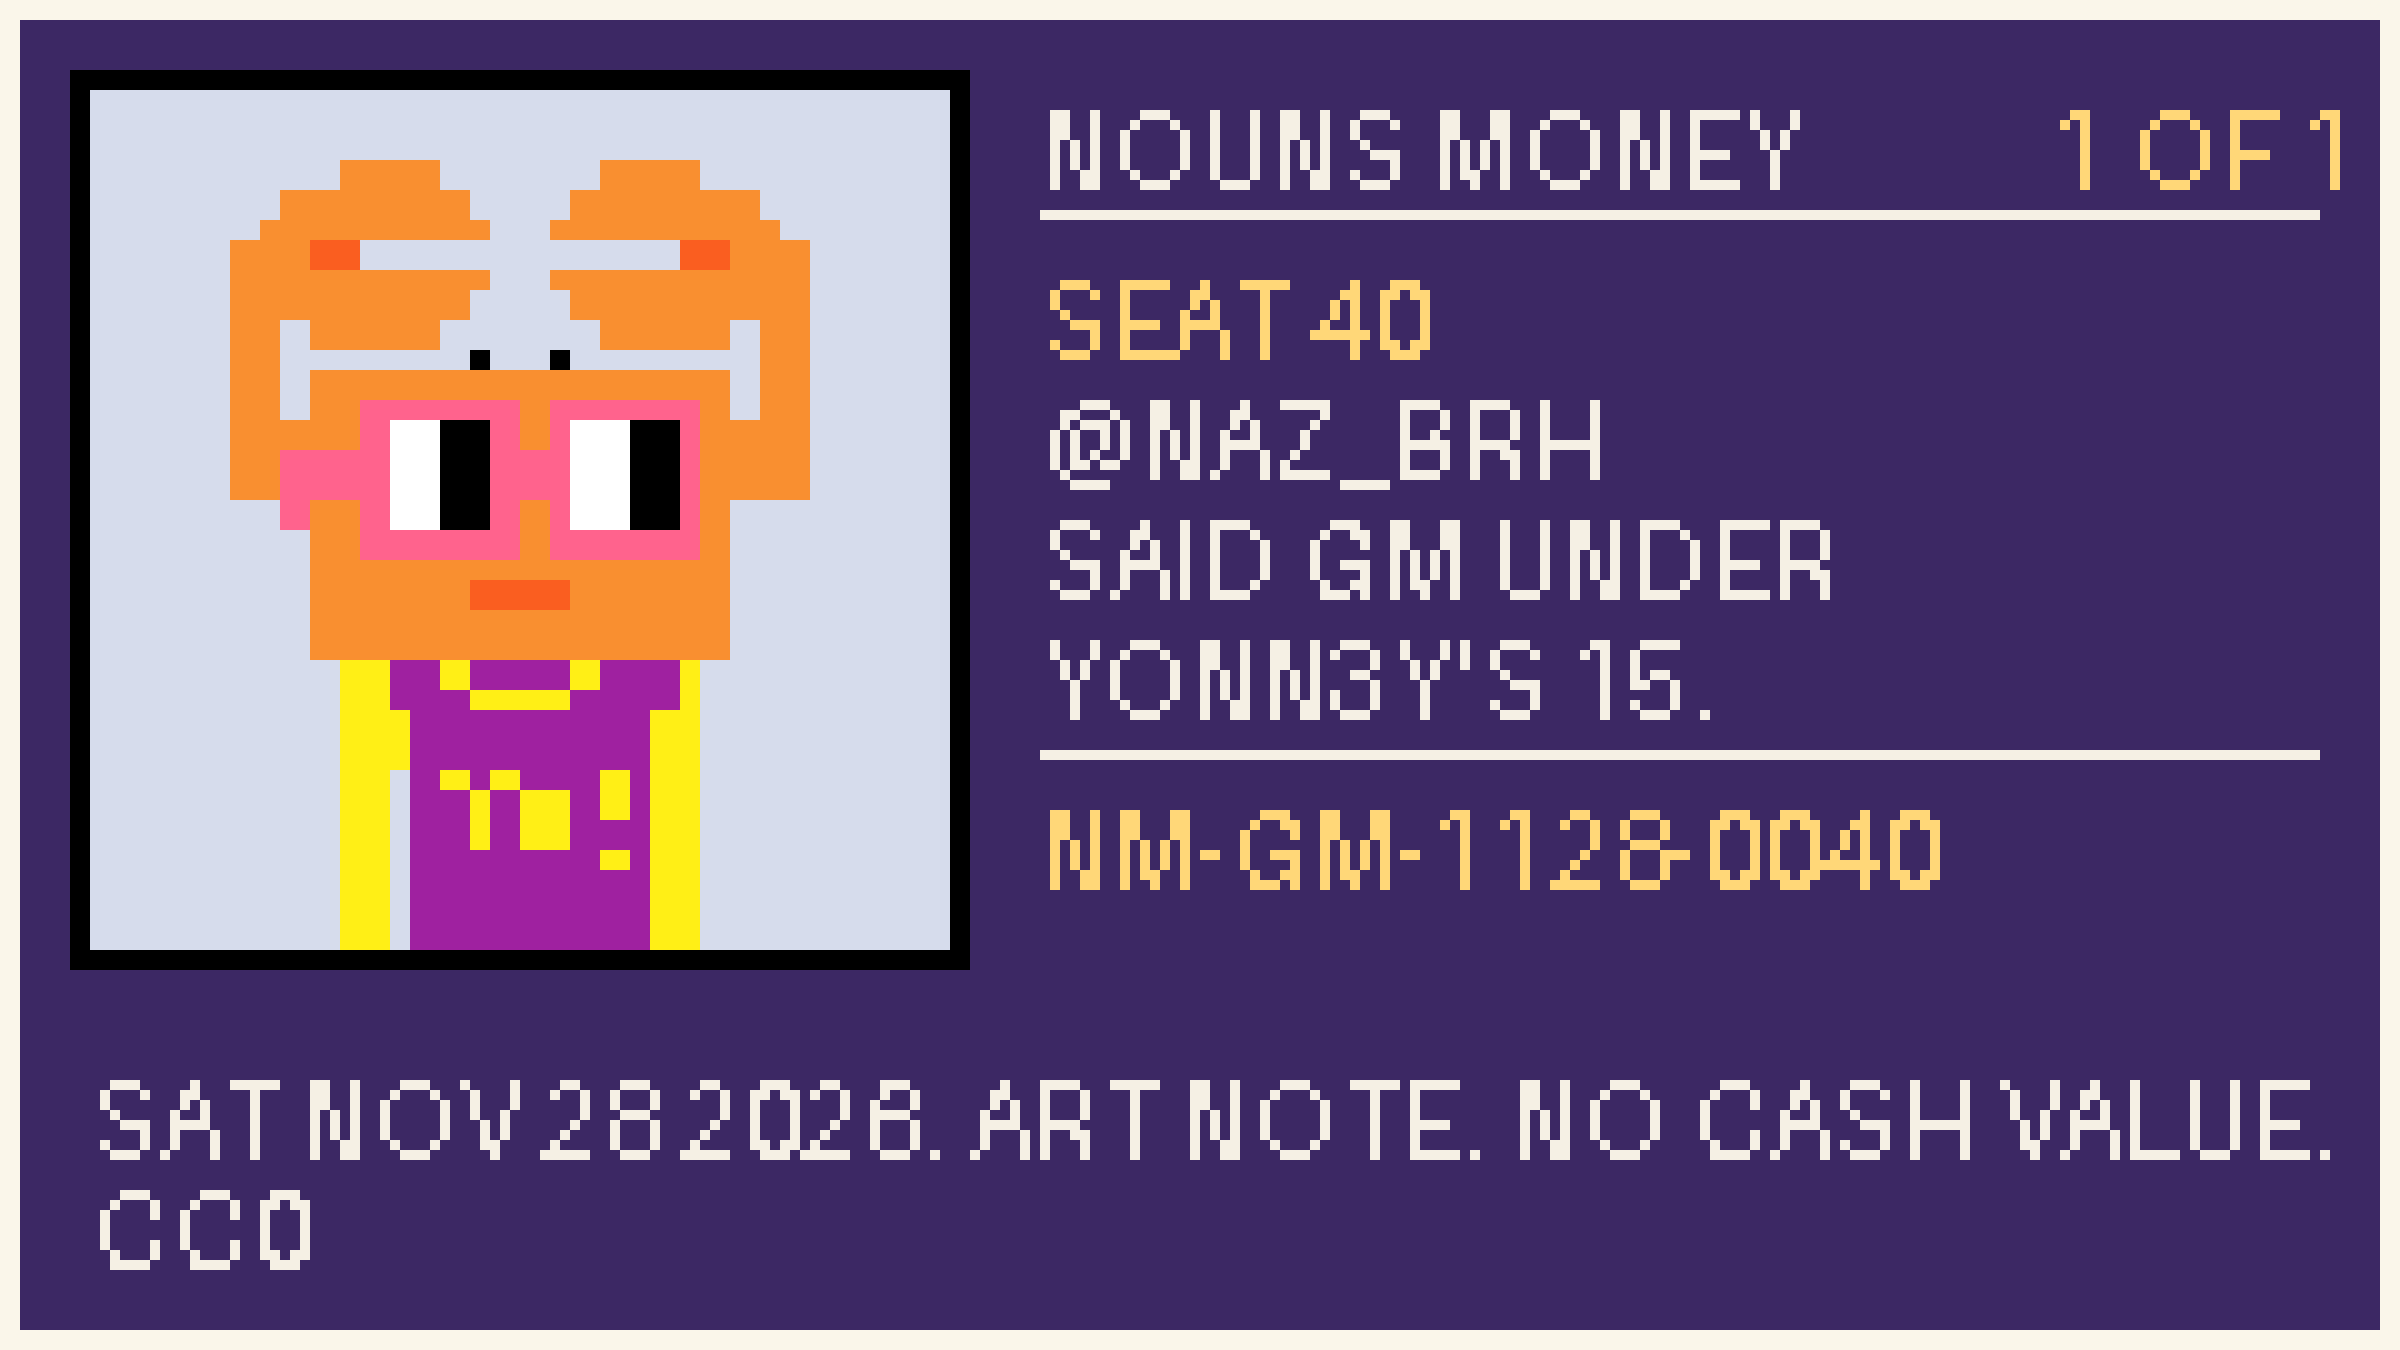 NOUNS MONEY 1 OF 1
SEAT 40
@NAZ_BRH
SAID GM UNDER
YONN3Y'S 15.
NM-GM-1128-0040
SAT NOV 28 2026. ART NOTE. NO CASH VALUE.
CC0